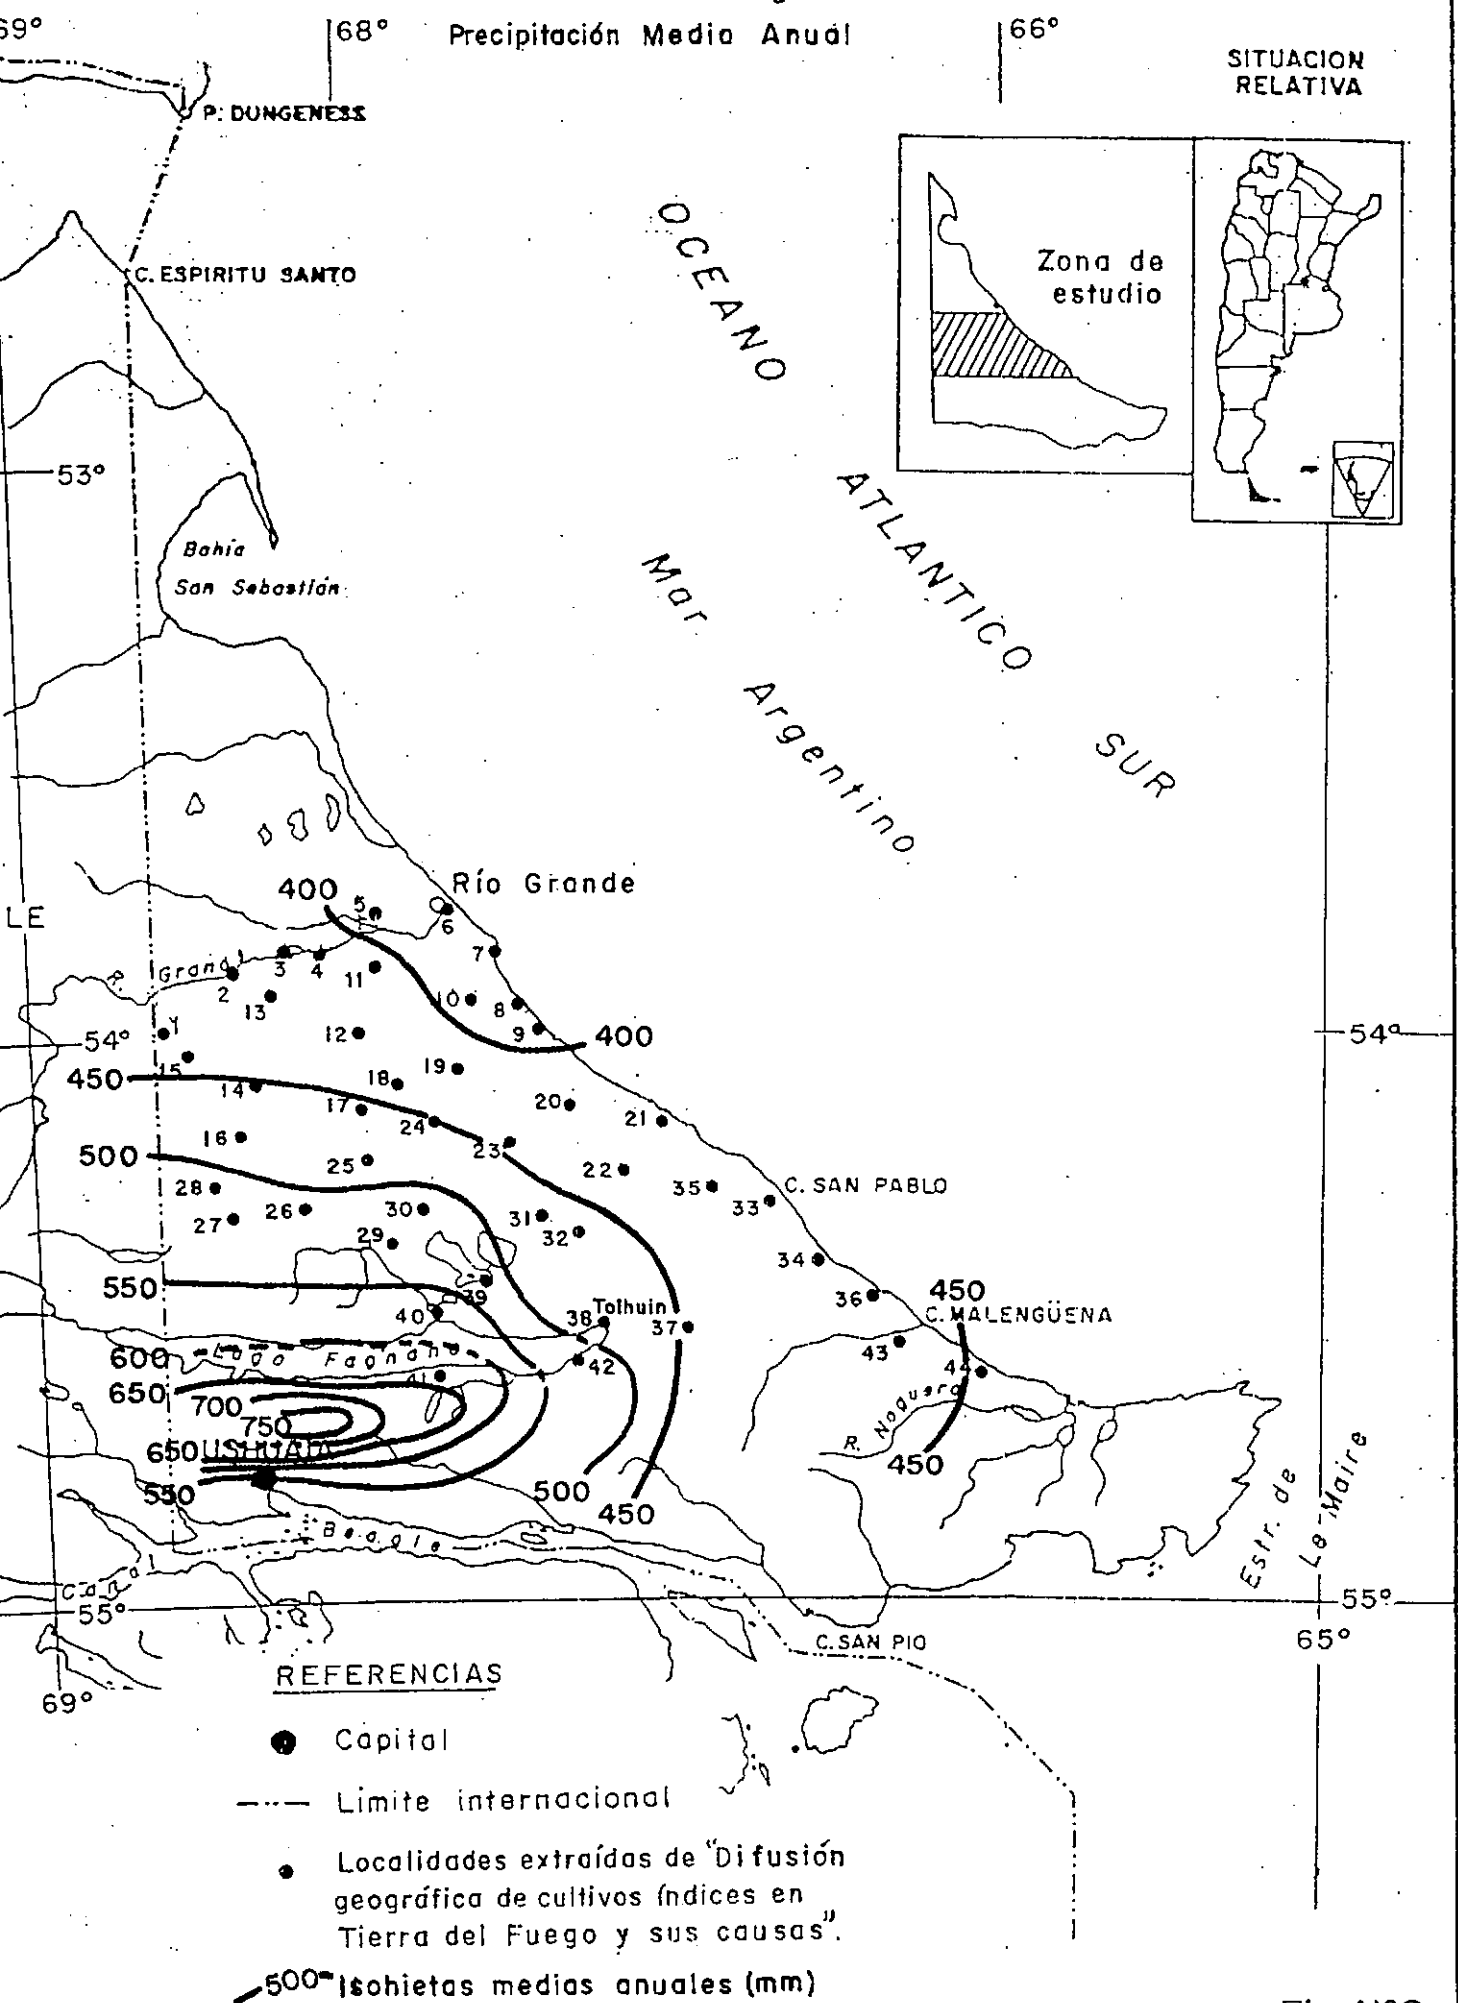 68°
Precipitación Media Anual
66°
SITUACION
RELATIVA
P. DUNGENESS
C. ESPIRITU SANTO
OCEANO
ATLANTICO
SUR
Zona de
estudio
53°
Bahía
San Sebastián
Mar
Argentino
400
Río Grande
5
6
LE
R.
3
4
7
2
11
13
10
8
9
1
12
54°
400
54°
15
450
14
18
19
17
20
21
24
16
23
500
25
22
28
35
C. SAN PABLO
33
27
26
30
31
32
29
34
550
39
36
450
40
38
Tolhuin
37
C. MALENGÜENA
43
600
Lago Fagnano
42
44
650
41
700
750
R. Noguera
650
USHUAIA
450
550
500
450
Beagle
Estr. de
Le Maire
Canal
55°
55°
C. SAN PIO
65°
69°
REFERENCIAS
Capital
Limite internacional
Localidades extraídas de "Difusión
geográfica de cultivos índices en
Tierra del Fuego y sus causas".
500 Isohietas medias anuales (mm)